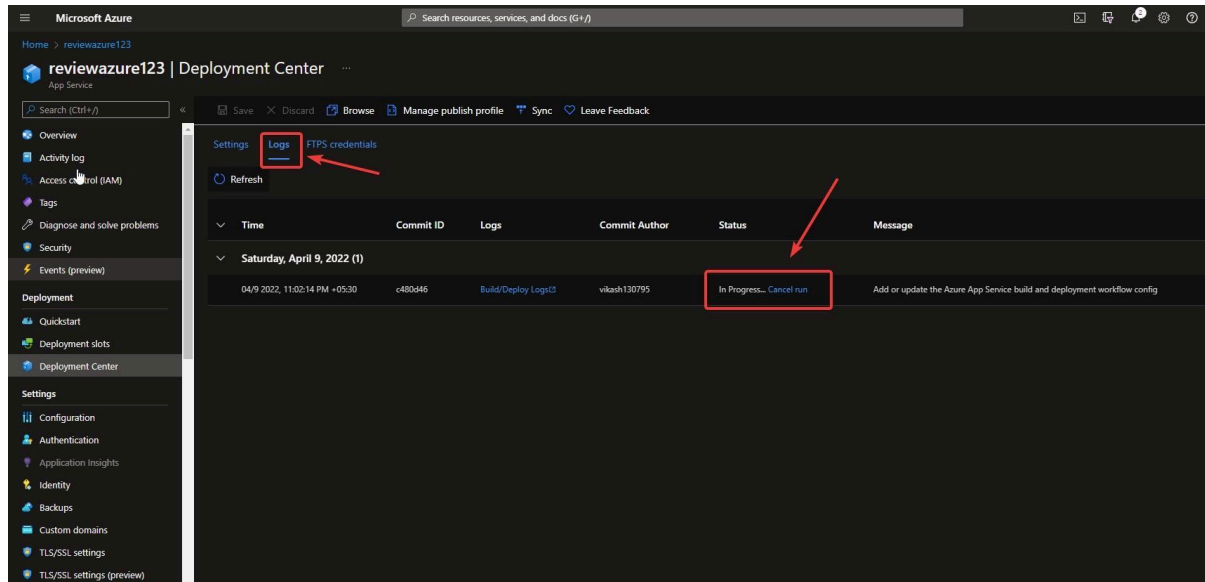 Microsoft Azure
Search resources, services, and docs (G+/)
2
Home > reviewazure123
reviewazure123 | Deployment Center ...
App Service
Search (Ctrl+/)
«
Save
Discard
Browse
Manage publish profile
Sync
Leave Feedback
Overview
Activity log
Access control (IAM)
Tags
Diagnose and solve problems
Security
Events (preview)
Deployment
Quickstart
Deployment slots
Deployment Center
Settings
Configuration
Authentication
Application Insights
Identity
Backups
Custom domains
TLS/SSL settings
TLS/SSL settings (preview)
Settings Logs FTPS credentials
Refresh
Time Commit ID Logs Commit Author Status Message
Saturday, April 9, 2022 (1)
04/9 2022, 11:02:14 PM +05:30 c480d46 Build/Deploy Logs vikash130795 In Progress... Cancel run Add or update the Azure App Service build and deployment workflow config